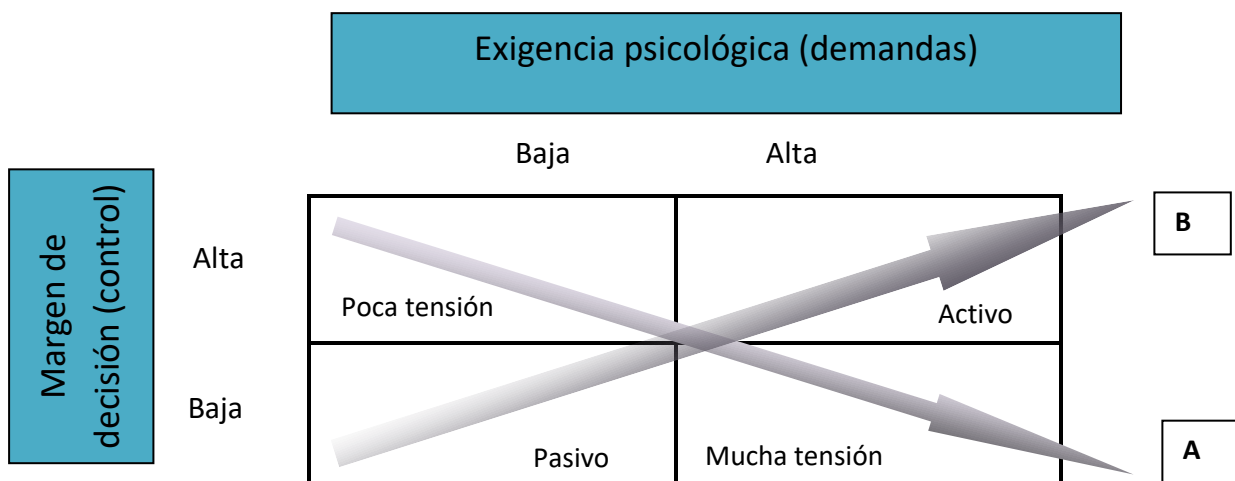 Exigencia psicológica (demandas)
Baja
Alta
Margen de
decisión (control)
Alta
Poca tensión
Activo
B
Baja
Pasivo
Mucha tensión
A